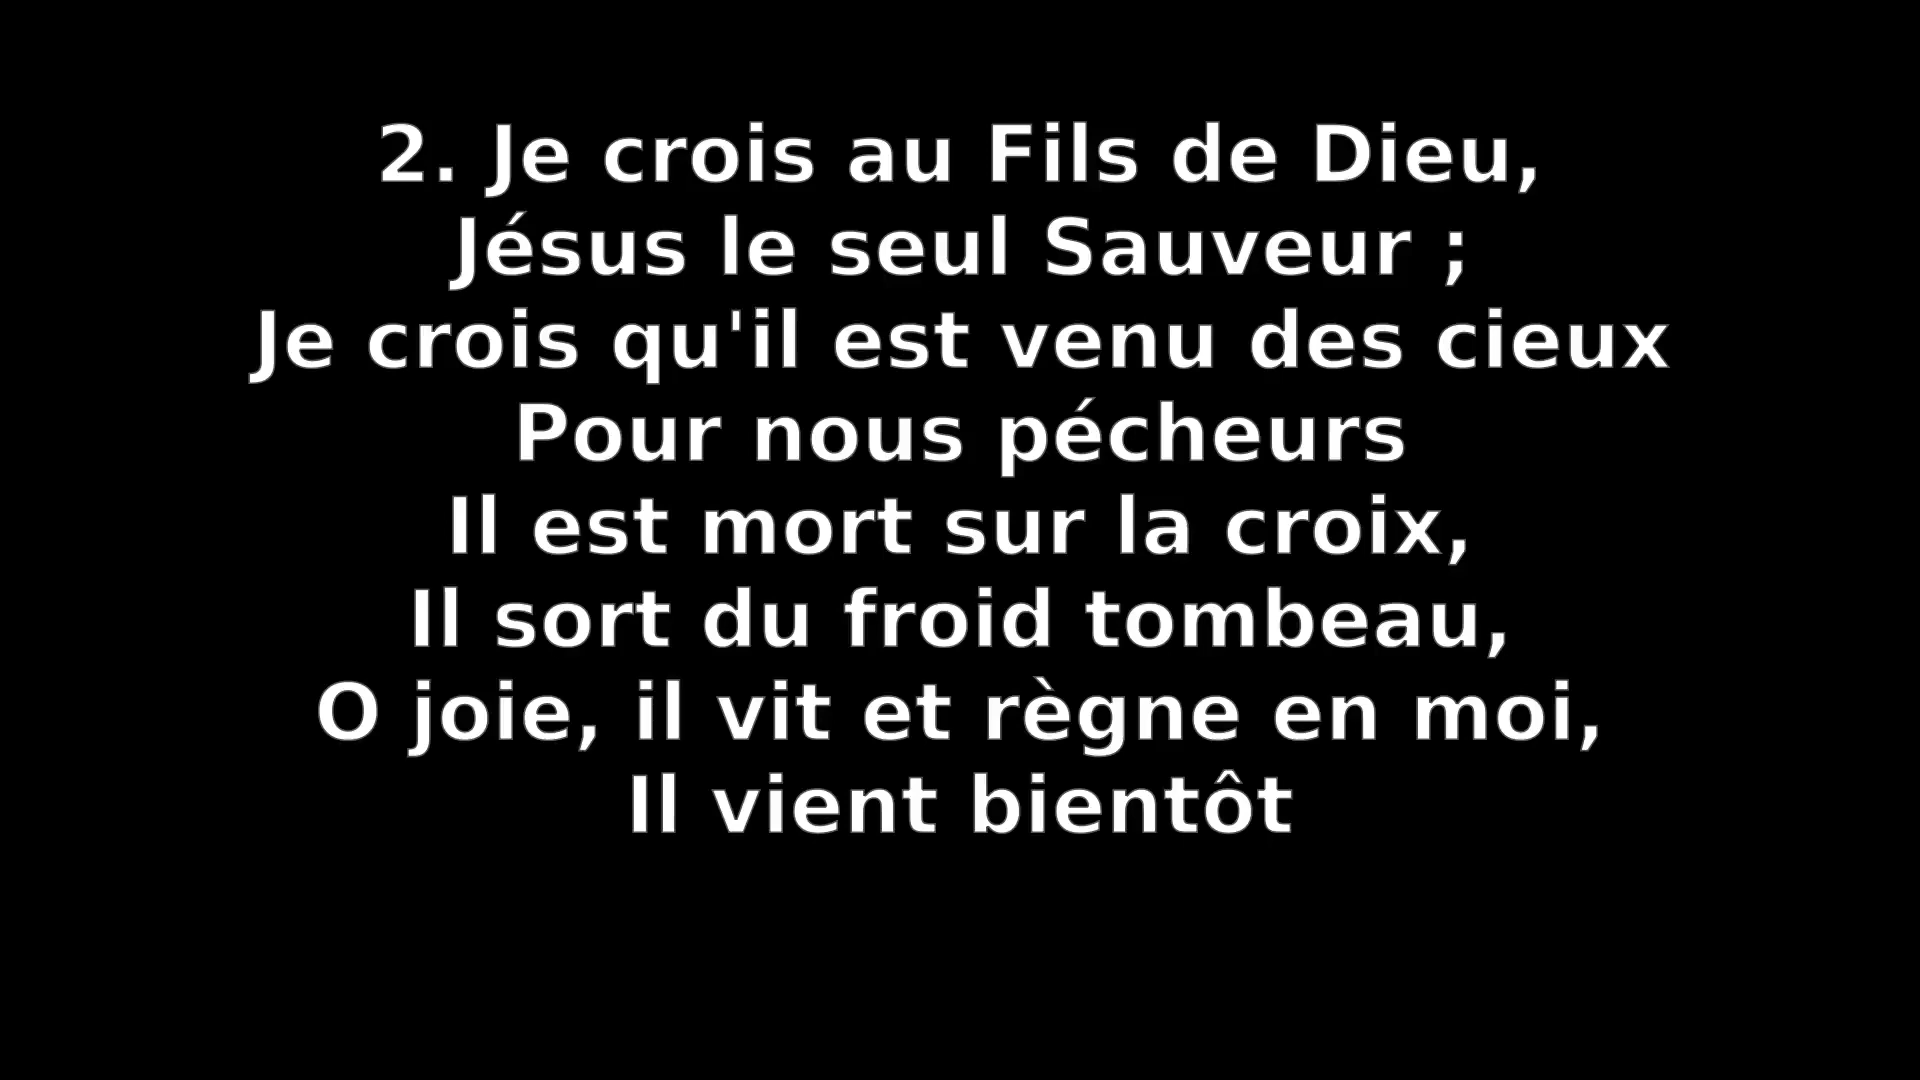 2. Je crois au Fils de Dieu,
Jésus le seul Sauveur ;
Je crois qu'il est venu des cieux
Pour nous pécheurs
Il est mort sur la croix,
Il sort du froid tombeau,
O joie, il vit et règne en moi,
Il vient bientôt